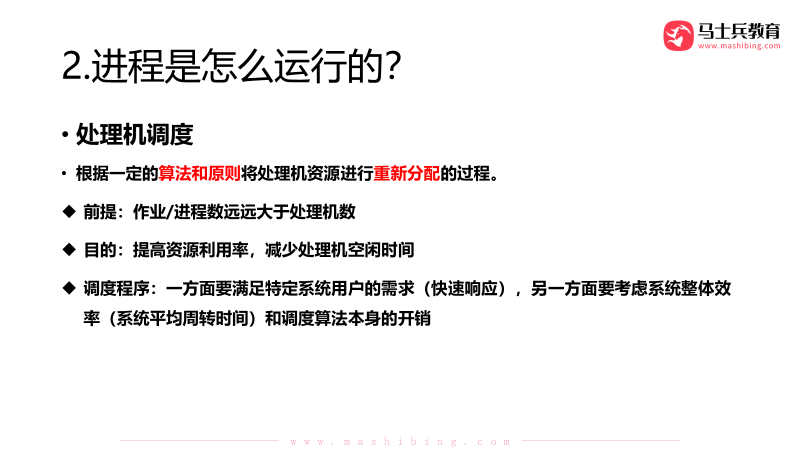 马士兵教育
www.mashibing.com
2.进程是怎么运行的?
• 处理机调度
• 根据一定的算法和原则将处理机资源进行重新分配的过程。
◆ 前提：作业/进程数远远大于处理机数
◆ 目的：提高资源利用率，减少处理机空闲时间
◆ 调度程序：一方面要满足特定系统用户的需求（快速响应），另一方面要考虑系统整体效
率（系统平均周转时间）和调度算法本身的开销
www.mashibing.com